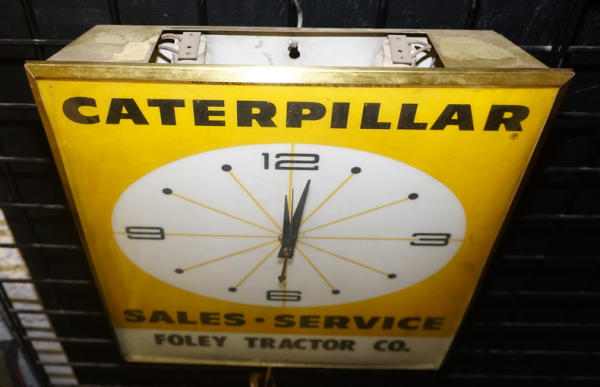 CATERPILLAR®
12
9 3
6
SALES • SERVICE
FOLEY TRACTOR CO.